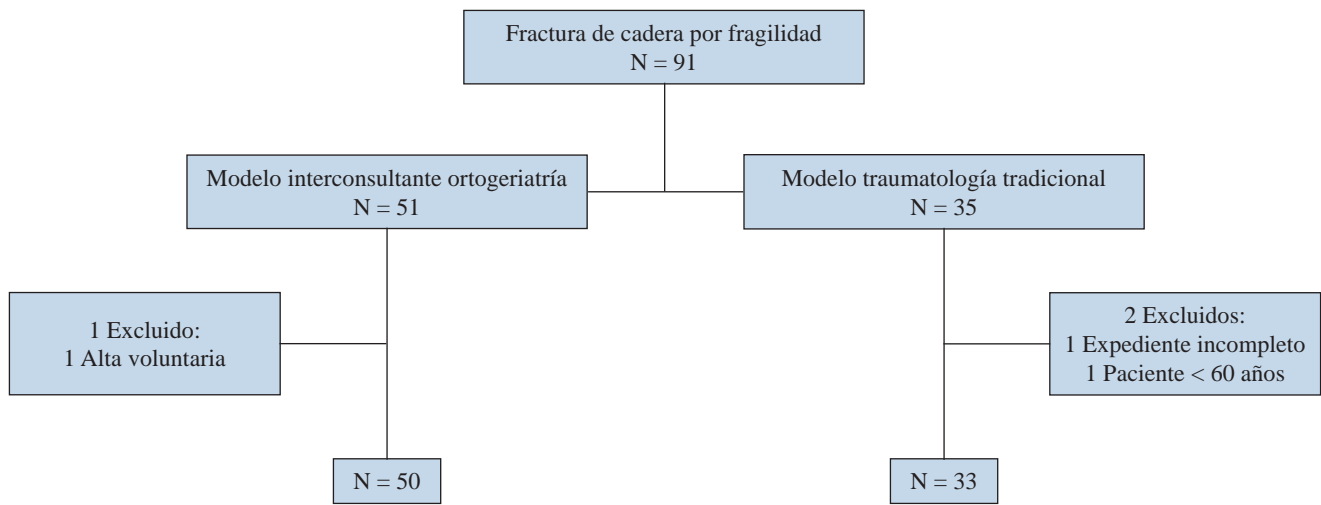 Fractura de cadera por fragilidad
N = 91
Modelo interconsultante ortogeriatría
N = 51
Modelo traumatología tradicional
N = 35
1 Excluido:
1 Alta voluntaria
2 Excluidos:
1 Expediente incompleto
1 Paciente < 60 años
N = 50
N = 33